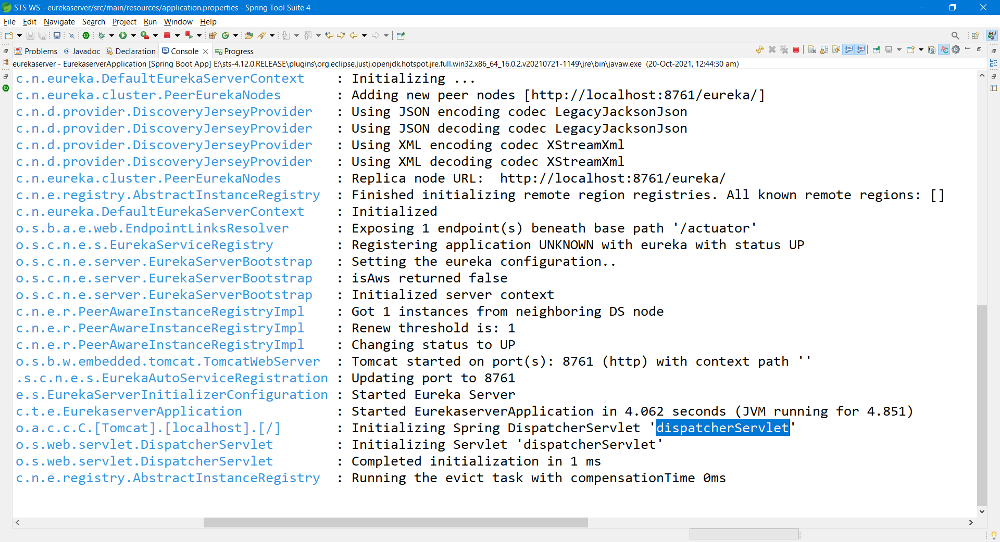 STS WS - eurekaserver/src/main/resources/application.properties - Spring Tool Suite 4
File Edit Navigate Search Project Run Window Help
Problems @ Javadoc Declaration Console Progress
eurekaserver - EurekaserverApplication [Spring Boot App] E:\sts-4.12.0.RELEASE\plugins\org.eclipse.justj.openjdk.hotspot.jre.full.win32.x86_64_16.0.2.v20210721-1149\jre\bin\javaw.exe (20-Oct-2021, 12:44:30 am)
c.n.eureka.DefaultEurekaServerContext : Initializing ...
c.n.eureka.cluster.PeerEurekaNodes : Adding new peer nodes [http://localhost:8761/eureka/]
c.n.d.provider.DiscoveryJerseyProvider : Using JSON encoding codec LegacyJacksonJson
c.n.d.provider.DiscoveryJerseyProvider : Using JSON decoding codec LegacyJacksonJson
c.n.d.provider.DiscoveryJerseyProvider : Using XML encoding codec XStreamXml
c.n.d.provider.DiscoveryJerseyProvider : Using XML decoding codec XStreamXml
c.n.eureka.cluster.PeerEurekaNodes : Replica node URL:  http://localhost:8761/eureka/
c.n.e.registry.AbstractInstanceRegistry : Finished initializing remote region registries. All known remote regions: []
c.n.eureka.DefaultEurekaServerContext : Initialized
o.s.b.a.e.web.EndpointLinksResolver : Exposing 1 endpoint(s) beneath base path '/actuator'
o.s.c.n.e.s.EurekaServiceRegistry : Registering application UNKNOWN with eureka with status UP
o.s.c.n.e.server.EurekaServerBootstrap : Setting the eureka configuration..
o.s.c.n.e.server.EurekaServerBootstrap : isAws returned false
o.s.c.n.e.server.EurekaServerBootstrap : Initialized server context
c.n.e.r.PeerAwareInstanceRegistryImpl : Got 1 instances from neighboring DS node
c.n.e.r.PeerAwareInstanceRegistryImpl : Renew threshold is: 1
c.n.e.r.PeerAwareInstanceRegistryImpl : Changing status to UP
o.s.b.w.embedded.tomcat.TomcatWebServer : Tomcat started on port(s): 8761 (http) with context path ''
.s.c.n.e.s.EurekaAutoServiceRegistration : Updating port to 8761
e.s.EurekaServerInitializerConfiguration : Started Eureka Server
c.t.e.EurekaserverApplication : Started EurekaserverApplication in 4.062 seconds (JVM running for 4.851)
o.a.c.c.C.[Tomcat].[localhost].[/] : Initializing Spring DispatcherServlet 'dispatcherServlet'
o.s.web.servlet.DispatcherServlet : Initializing Servlet 'dispatcherServlet'
o.s.web.servlet.DispatcherServlet : Completed initialization in 1 ms
c.n.e.registry.AbstractInstanceRegistry : Running the evict task with compensationTime 0ms